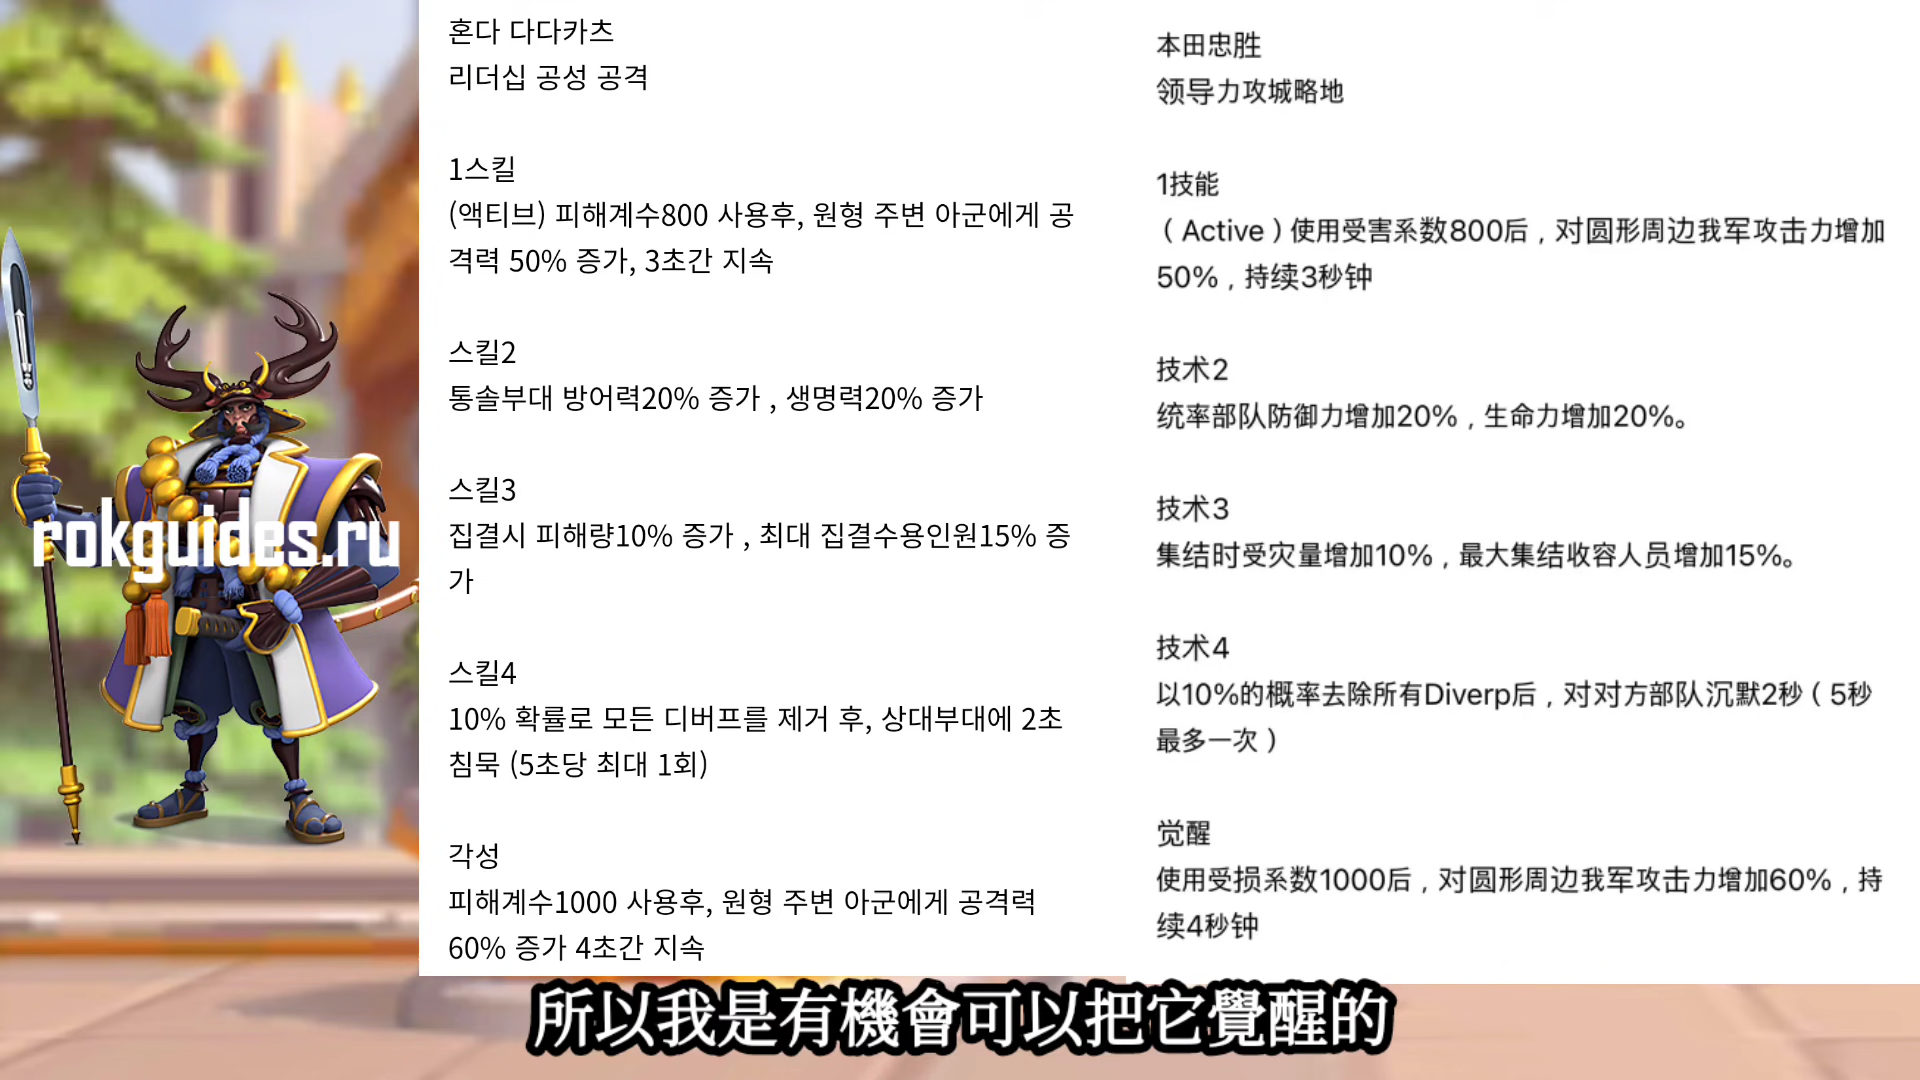 혼다 다다카츠
리더십 공성 공격
1스킬
(액티브) 피해계수800 사용후, 원형 주변 아군에게 공
격력 50% 증가, 3초간 지속
스킬2
통솔부대 방어력20% 증가 , 생명력20% 증가
스킬3
집결시 피해량10% 증가 , 최대 집결수용인원15% 증
가
스킬4
10% 확률로 모든 디버프를 제거 후, 상대부대에 2초
침묵 (5초당 최대 1회)
각성
피해계수1000 사용후, 원형 주변 아군에게 공격력
60% 증가 4초간 지속
本田忠胜
领导力攻城略地
1技能
（Active）使用受害系数800后，对圆形周边我军攻击力增加
50%，持续3秒钟
技术2
统率部队防御力增加20%，生命力增加20%。
技术3
集结时受灾量增加10%，最大集结收容人员增加15%。
技术4
以10%的概率去除所有Diverp后，对对方部队沉默2秒（5秒
最多一次）
觉醒
使用受损系数1000后，对圆形周边我军攻击力增加60%，持
续4秒钟
rokguides.ru
所以我是有機會可以把它覺醒的